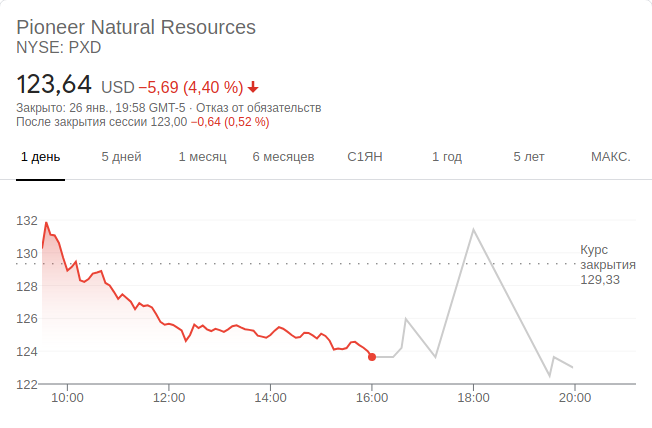 Pioneer Natural Resources
NYSE: PXD
123,64 USD −5,69 (4,40 %)
Закрыто: 26 янв., 19:58 GMT-5 · Отказ от обязательств
После закрытия сессии 123,00 −0,64 (0,52 %)
1 день 5 дней 1 месяц 6 месяцев С1ЯН 1 год 5 лет МАКС.
132
130
128
126
124
122
Курс
закрытия
129,33
10:00 12:00 14:00 16:00 18:00 20:00